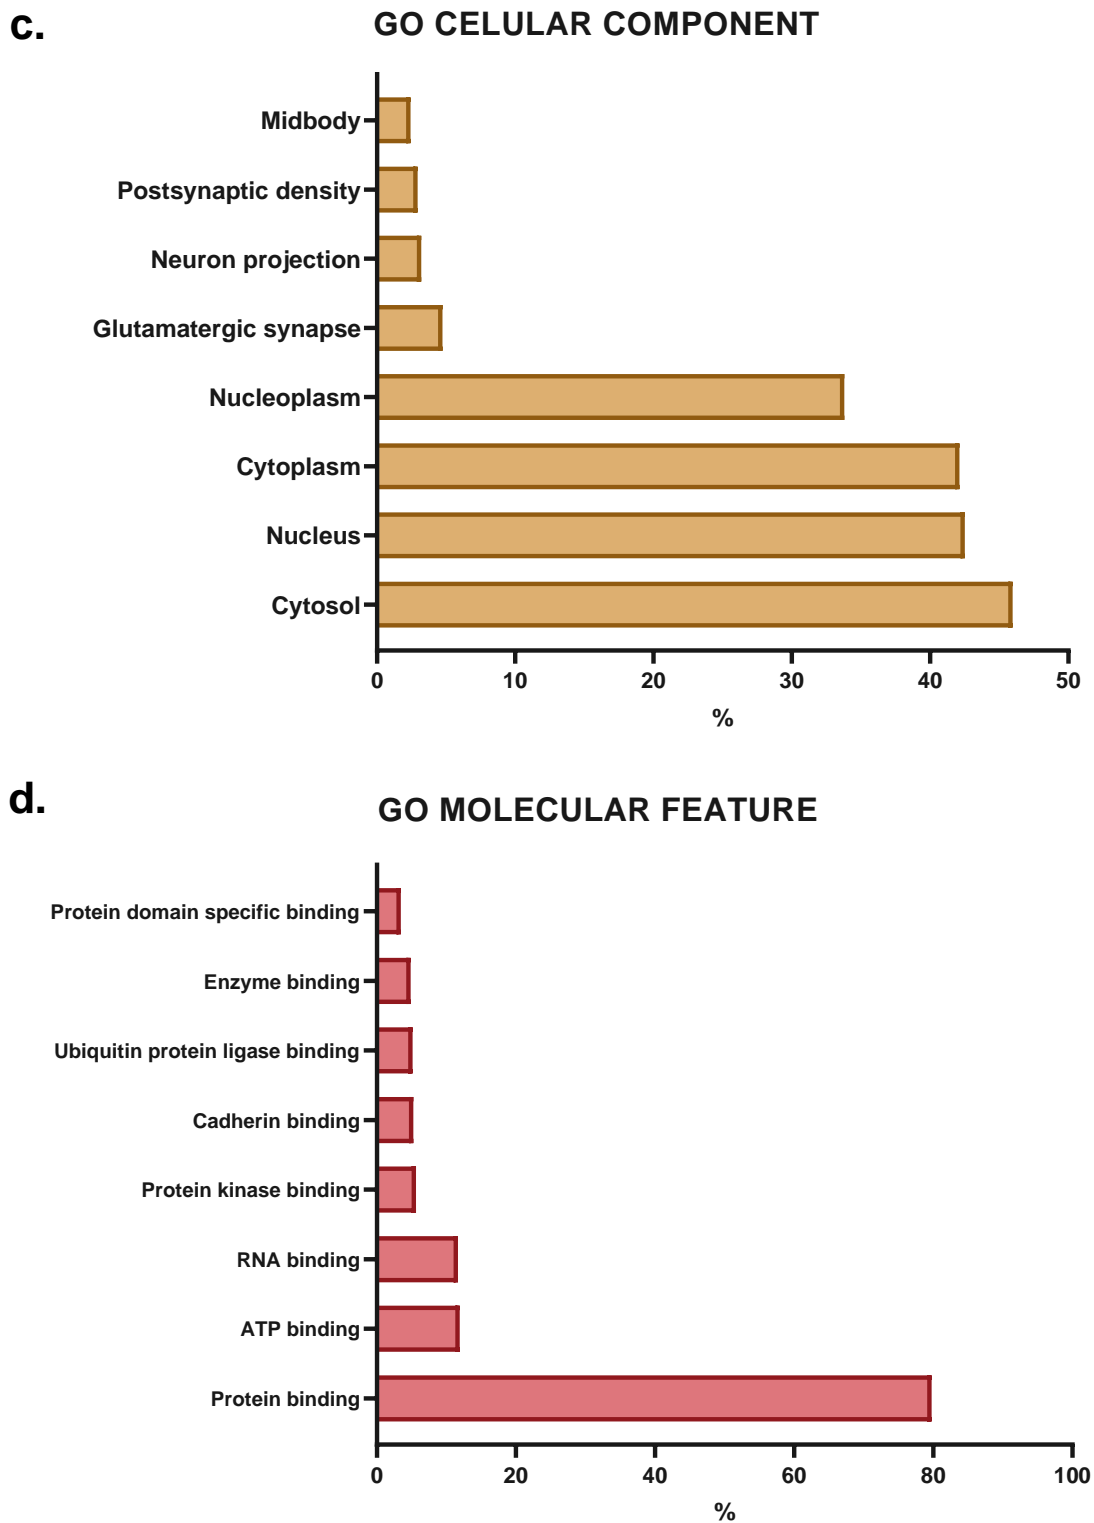 c.
GO CELULAR COMPONENT
Midbody
Postsynaptic density
Neuron projection
Glutamatergic synapse
Nucleoplasm
Cytoplasm
Nucleus
Cytosol
0 10 20 30 40 50
%
d.
GO MOLECULAR FEATURE
Protein domain specific binding
Enzyme binding
Ubiquitin protein ligase binding
Cadherin binding
Protein kinase binding
RNA binding
ATP binding
Protein binding
0 20 40 60 80 100
%